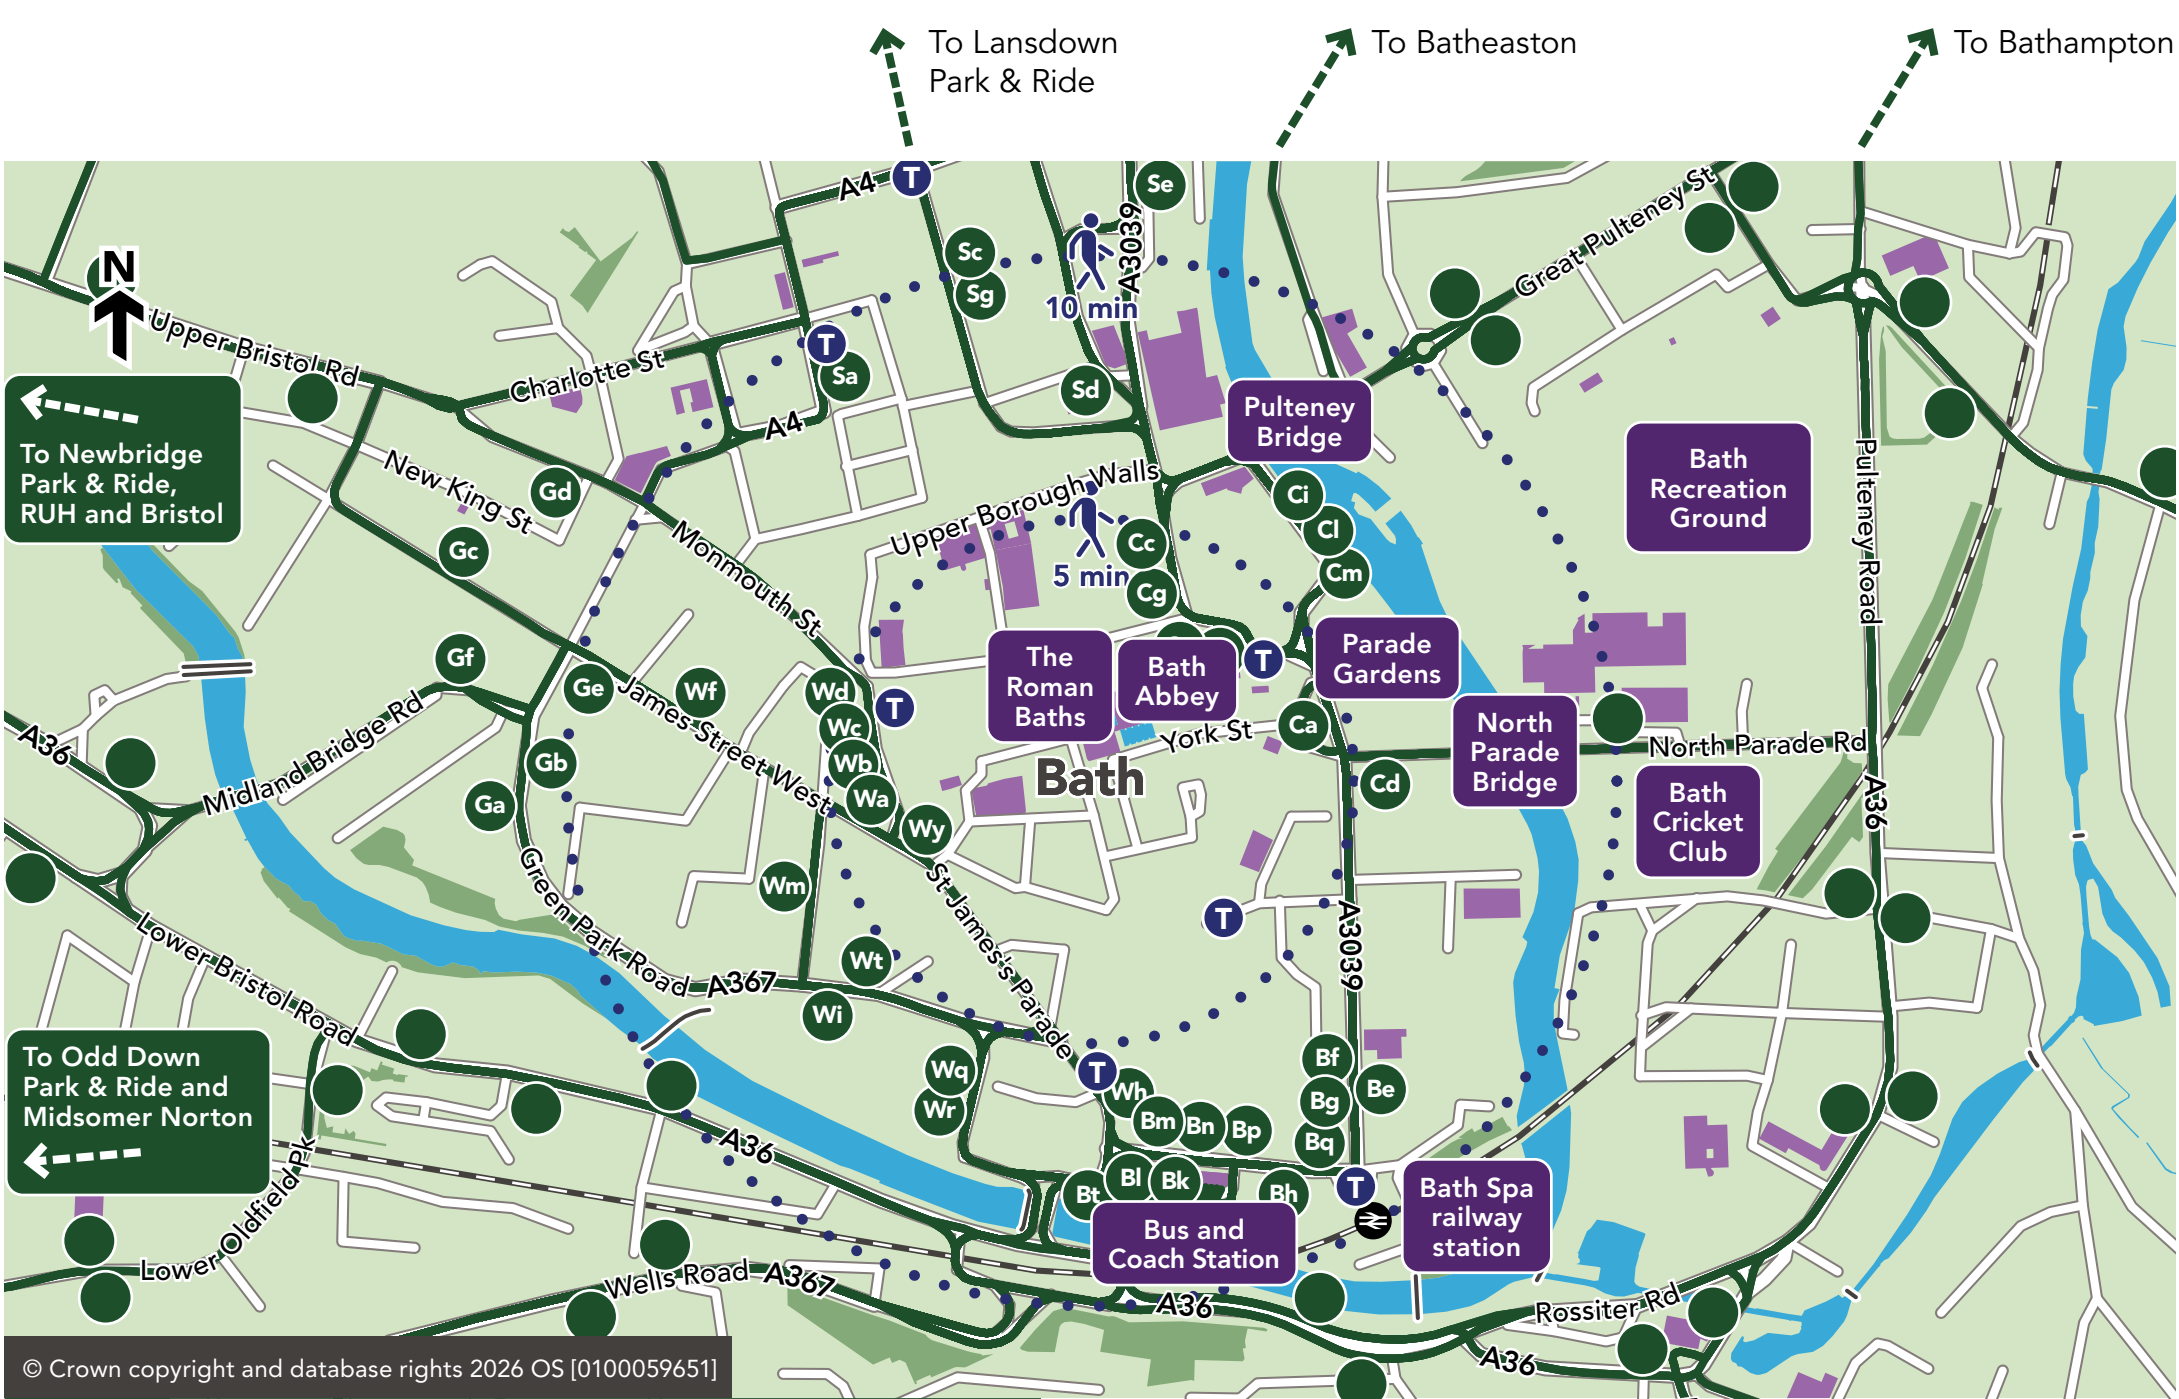 To Lansdown
Park & Ride
To Batheaston
To Bathampton
A4
T
Se
A3039
Great Pulteney St
Sc
Sg
10 min
N
Upper Bristol Rd
Charlotte St
T
Sa
A4
Sd
Pulteney
Bridge
To Newbridge
Park & Ride,
RUH and Bristol
New King St
Gd
Gc
Monmouth St
Upper Borough Walls
5 min
Cc
Cg
Ci
Cl
Cm
Bath
Recreation
Ground
Pulteney Road
The
Roman
Baths
Bath
Abbey
T
Parade
Gardens
Gf
Ge
Wf
James Street West
Wd
T
Wc
Wb
Wa
Wy
York St
Ca
Bath
Cd
North
Parade
Bridge
North Parade Rd
Bath
Cricket
Club
A36
A36
Midland Bridge Rd
Gb
Ga
Green Park Road
A367
Wm
Wt
Wi
St James's Parade
T
A3039
Lower Bristol Road
To Odd Down
Park & Ride and
Midsomer Norton
Wq
Wr
T
Wh
Bm
Bn
Bp
Bf
Bg
Be
Bq
Bt
Bl
Bk
Bh
T
Bus and
Coach Station
Bath Spa
railway
station
A36
Lower Oldfield Pk
Wells Road
A367
A36
Rossiter Rd
A36
© Crown copyright and database rights 2026 OS [0100059651]